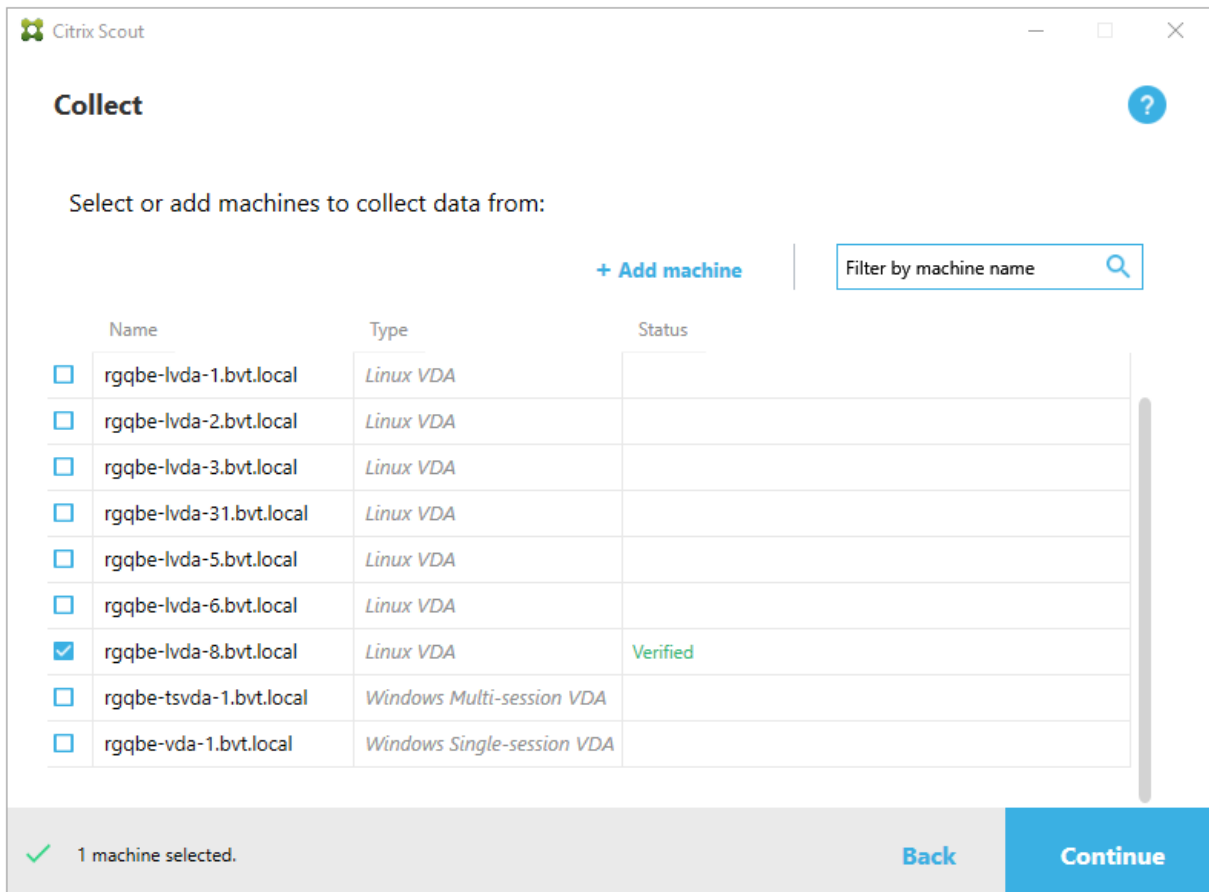 Citrix Scout
Collect
?
Select or add machines to collect data from:
+ Add machine
Filter by machine name
Name Type Status
rgqbe-lvda-1.bvt.local Linux VDA
rgqbe-lvda-2.bvt.local Linux VDA
rgqbe-lvda-3.bvt.local Linux VDA
rgqbe-lvda-31.bvt.local Linux VDA
rgqbe-lvda-5.bvt.local Linux VDA
rgqbe-lvda-6.bvt.local Linux VDA
rgqbe-lvda-8.bvt.local Linux VDA Verified
rgqbe-tsvda-1.bvt.local Windows Multi-session VDA
rgqbe-vda-1.bvt.local Windows Single-session VDA
1 machine selected.
Back
Continue